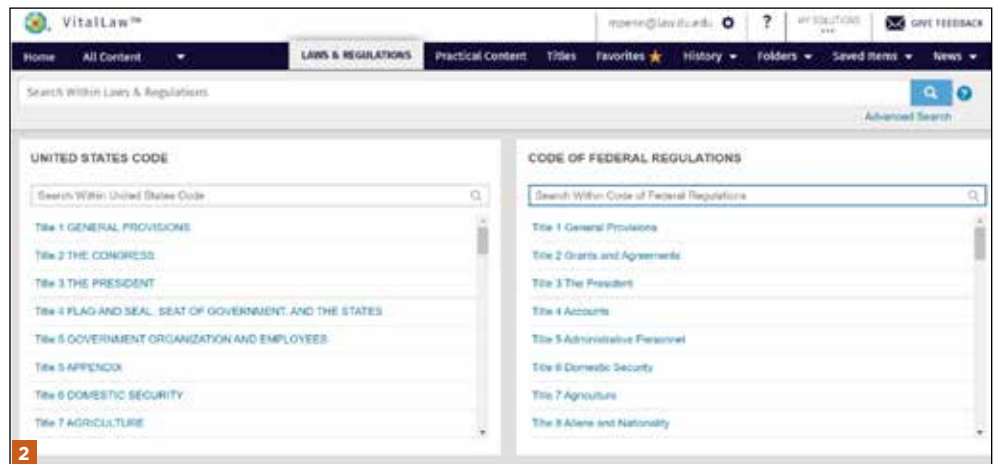 VitalLaw™
? MY SOLUTIONS GIVE FEEDBACK
Home All Content LAWS & REGULATIONS Practical Content Titles Favorites History Folders Saved Items News
Search Within Laws & Regulations
Advanced Search
UNITED STATES CODE
Search Within United States Code
Title 1 GENERAL PROVISIONS
Title 2 THE CONGRESS
Title 3 THE PRESIDENT
Title 4 FLAG AND SEAL, SEAT OF GOVERNMENT, AND THE STATES
Title 5 GOVERNMENT ORGANIZATION AND EMPLOYEES
Title 5 APPENDIX
Title 6 DOMESTIC SECURITY
Title 7 AGRICULTURE
CODE OF FEDERAL REGULATIONS
Search Within Code of Federal Regulations
Title 1 General Provisions
Title 2 Grants and Agreements
Title 3 The President
Title 4 Accounts
Title 5 Administrative Personnel
Title 6 Domestic Security
Title 7 Agriculture
Title 8 Aliens and Nationality
2